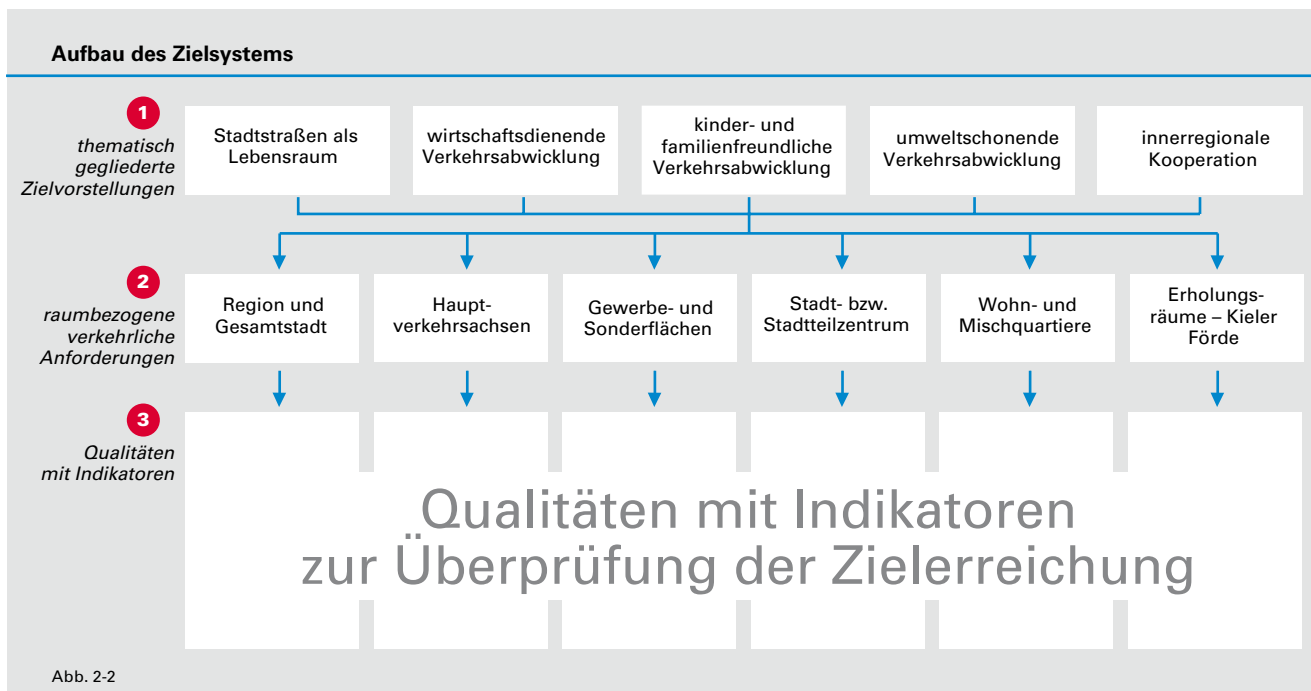 Aufbau des Zielsystems
1
thematisch
gegliederte
Zielvorstellungen
Stadtstraßen als
Lebensraum
wirtschaftsdienende
Verkehrsabwicklung
kinder- und
familienfreundliche
Verkehrsabwicklung
umweltschonende
Verkehrsabwicklung
innerregionale
Kooperation
2
raumbezogene
verkehrliche
Anforderungen
Region und
Gesamtstadt
Haupt-
verkehrsachsen
Gewerbe- und
Sonderflächen
Stadt- bzw.
Stadtteilzentrum
Wohn- und
Mischquartiere
Erholungs-
räume – Kieler
Förde
3
Qualitäten
mit Indikatoren
Qualitäten mit Indikatoren
zur Überprüfung der Zielerreichung
Abb. 2-2